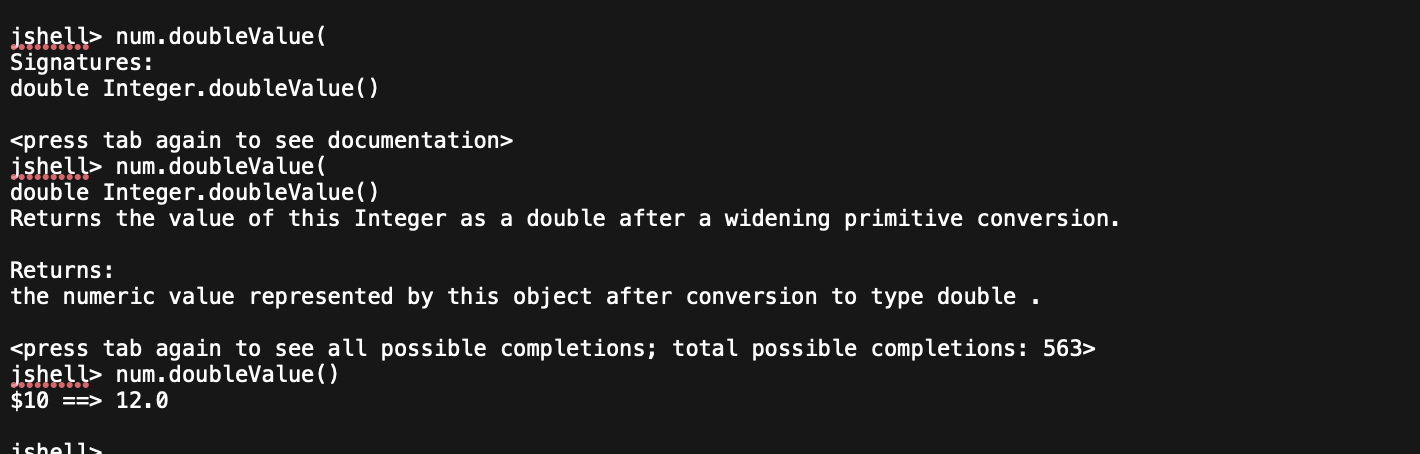 jshell> num.doubleValue(
Signatures:
double Integer.doubleValue()
<press tab again to see documentation>
jshell> num.doubleValue(
double Integer.doubleValue()
Returns the value of this Integer as a double after a widening primitive conversion.
Returns:
the numeric value represented by this object after conversion to type double .
<press tab again to see all possible completions; total possible completions: 563>
jshell> num.doubleValue()
$10 ==> 12.0
jshell>